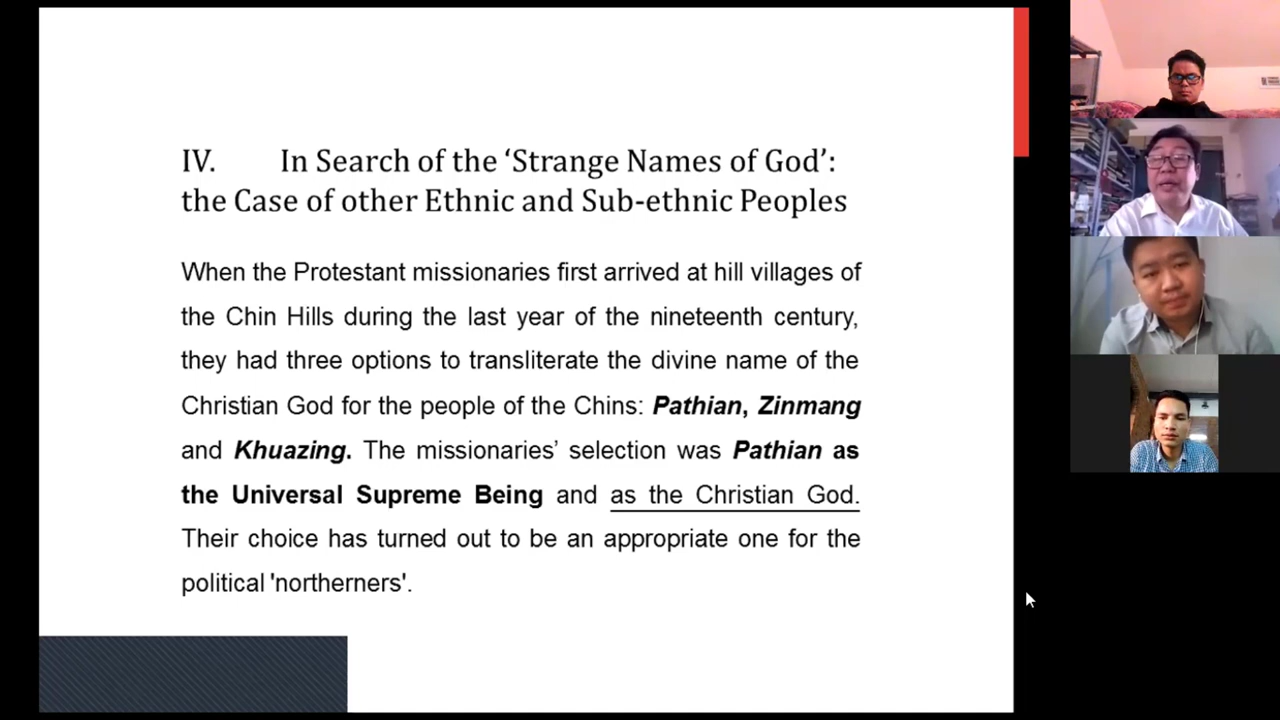 IV. In Search of the ‘Strange Names of God’:
the Case of other Ethnic and Sub-ethnic Peoples
When the Protestant missionaries first arrived at hill villages of
the Chin Hills during the last year of the nineteenth century,
they had three options to transliterate the divine name of the
Christian God for the people of the Chins: Pathian, Zinmang
and Khuazing. The missionaries’ selection was Pathian as
the Universal Supreme Being and as the Christian God.
Their choice has turned out to be an appropriate one for the
political 'northerners'.